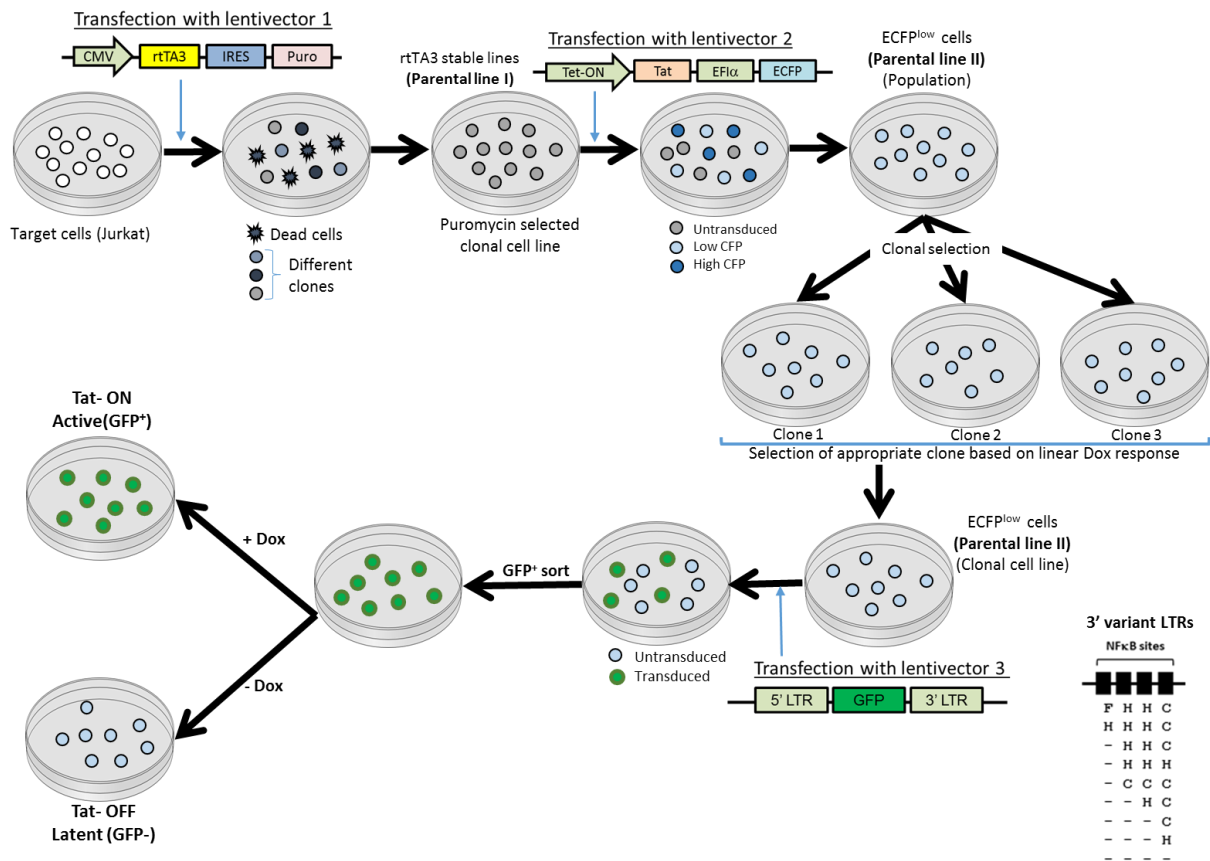 Transfection with lentivector 1
CMV rtTA3 IRES Puro
rtTA3 stable lines
(Parental line I)
Transfection with lentivector 2
Tet-ON Tat EFIα ECFP
ECFPlow cells
(Parental line II)
(Population)
Target cells (Jurkat)
Dead cells
Different
clones
Puromycin selected
clonal cell line
Untransduced
Low CFP
High CFP
Clonal selection
Clone 1
Clone 2
Clone 3
Selection of appropriate clone based on linear Dox response
ECFPlow cells
(Parental line II)
(Clonal cell line)
Transfection with lentivector 3
5' LTR GFP 3' LTR
Untransduced
Transduced
GFP+ sort
+ Dox
- Dox
Tat- ON
Active(GFP+)
Tat- OFF
Latent (GFP-)
3' variant LTRs
NFκB sites
F H H C
H H H C
– H H C
– H H H
– C C C
– – H C
– – – C
– – – H
– – – –